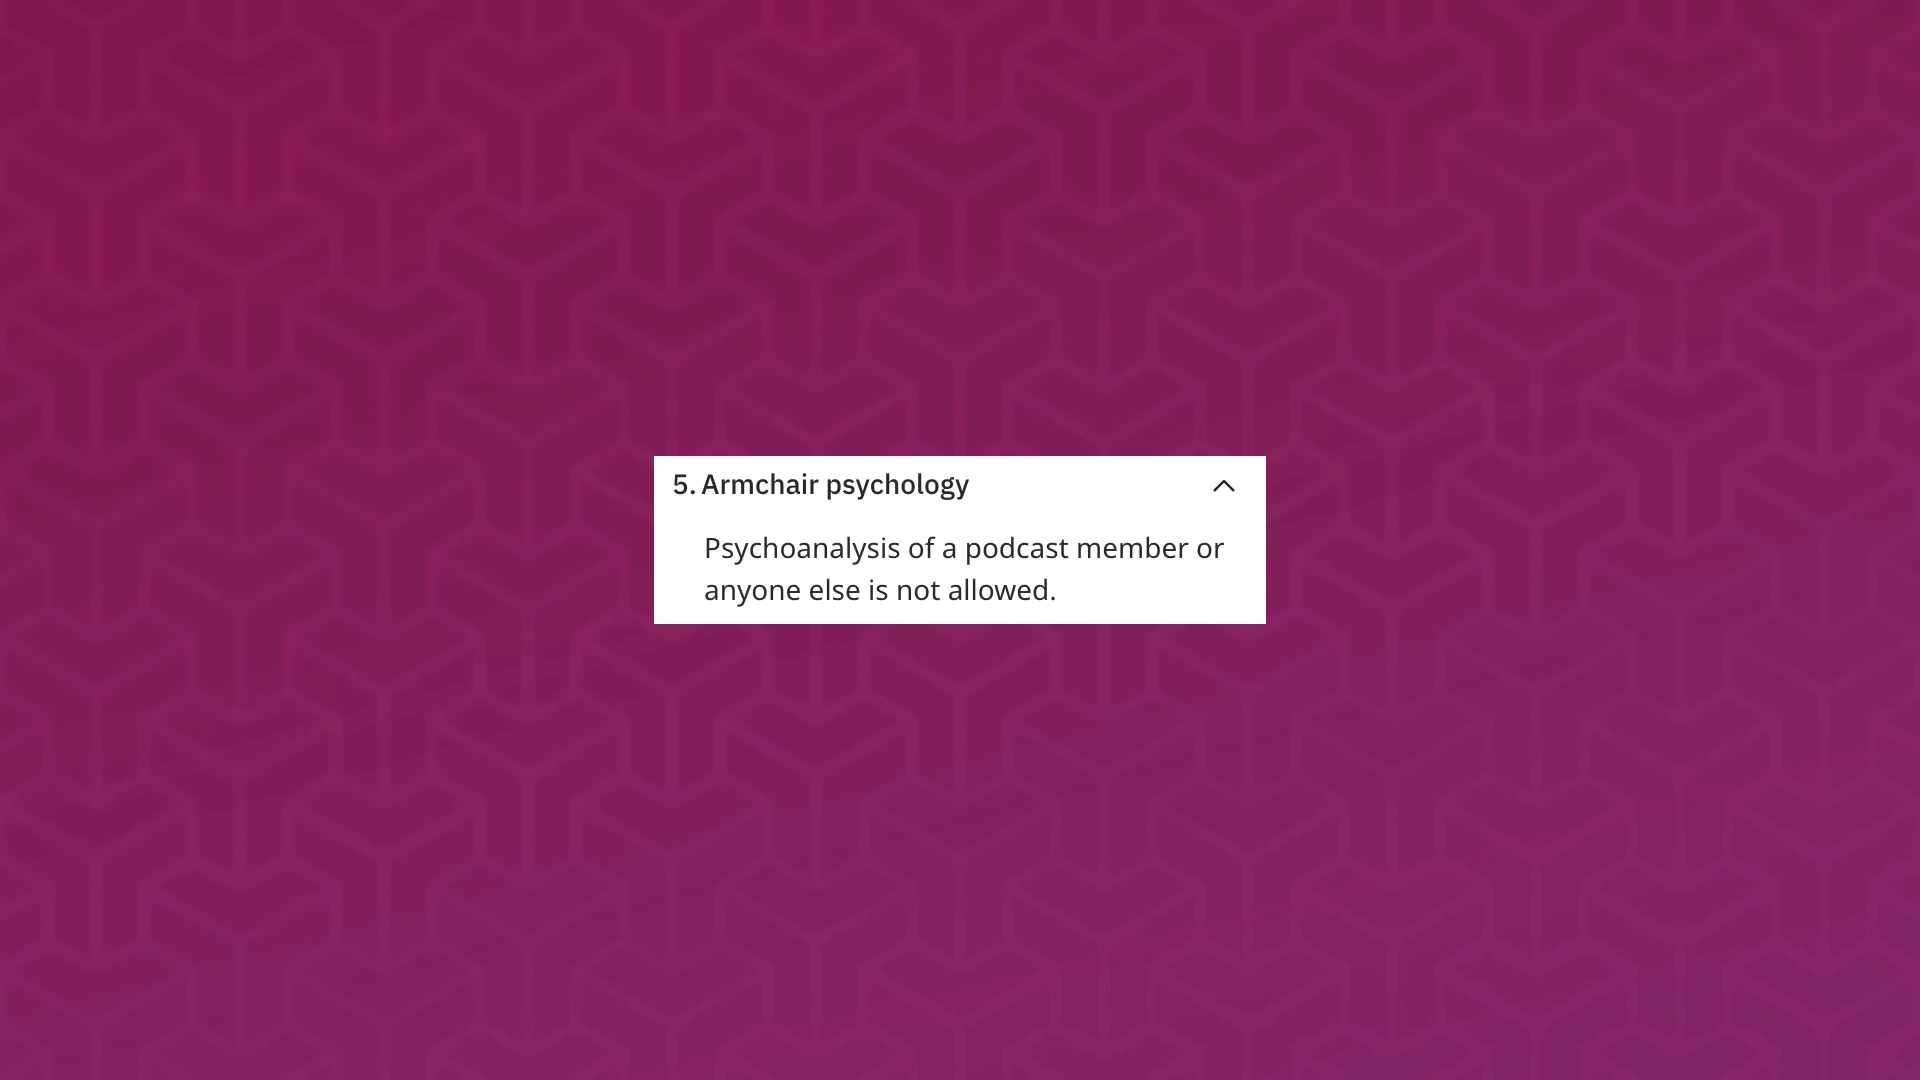 5. Armchair psychology
Psychoanalysis of a podcast member or
anyone else is not allowed.